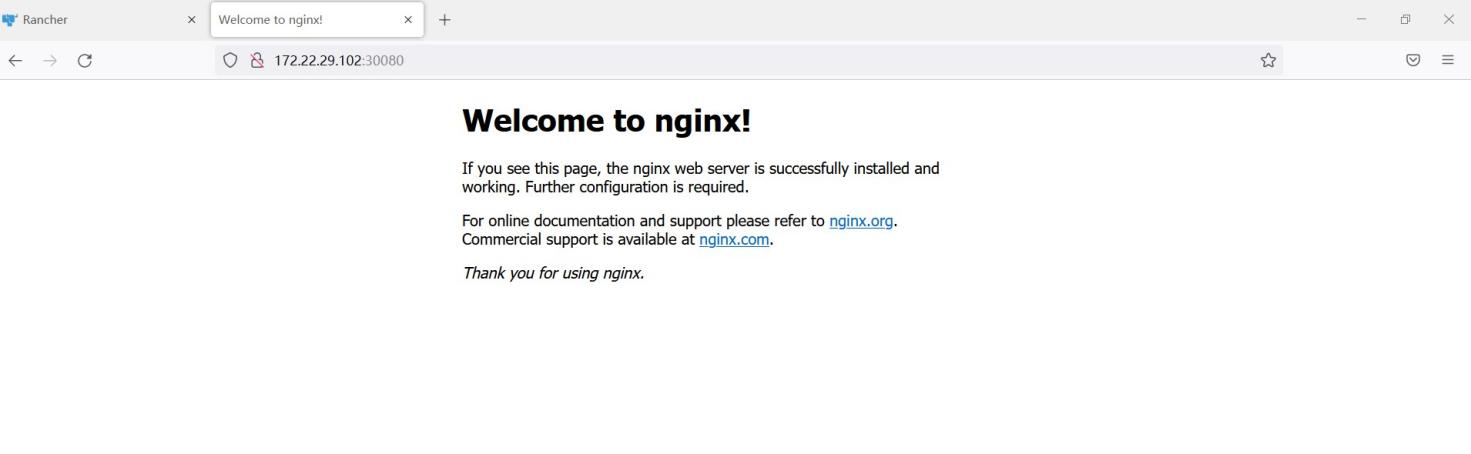 Rancher
Welcome to nginx!
172.22.29.102:30080
Welcome to nginx!
If you see this page, the nginx web server is successfully installed and
working. Further configuration is required.
For online documentation and support please refer to nginx.org.
Commercial support is available at nginx.com.
Thank you for using nginx.